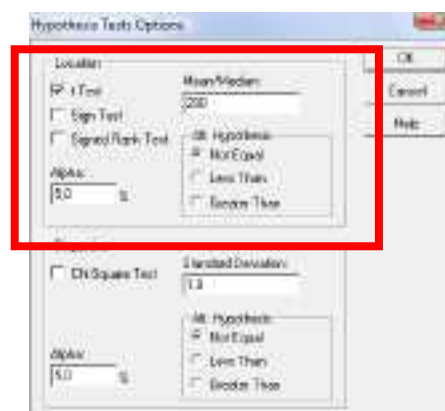 Hypothesis Tests Options
Location
t Test
Sign Test
Signed Rank Test
Alpha:
5,0 %
Mean/Median:
200
Alt. Hypothesis
Not Equal
Less Than
Greater Than
OK
Cancel
Help
Chi-Square Test
Alpha:
5,0 %
Standard Deviation:
1,0
Alt. Hypothesis
Not Equal
Less Than
Greater Than